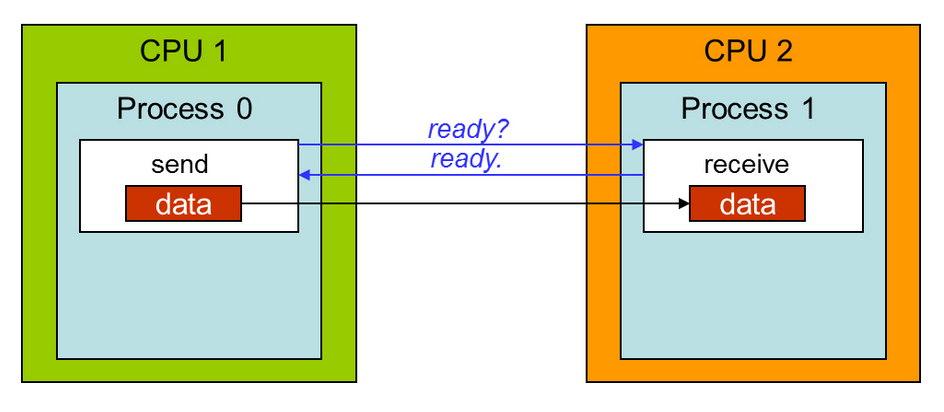 CPU 1
Process 0
send
data
ready?
ready.
CPU 2
Process 1
receive
data